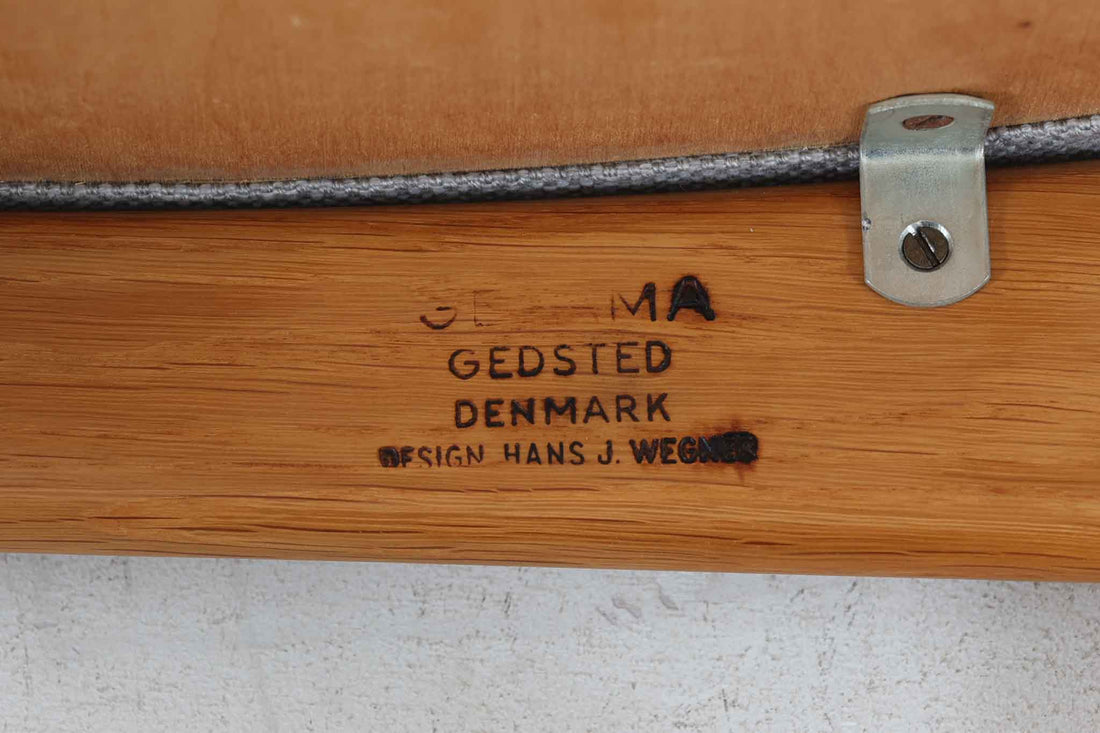 GEDSTED
DENMARK
DESIGN HANS J. WEGNER